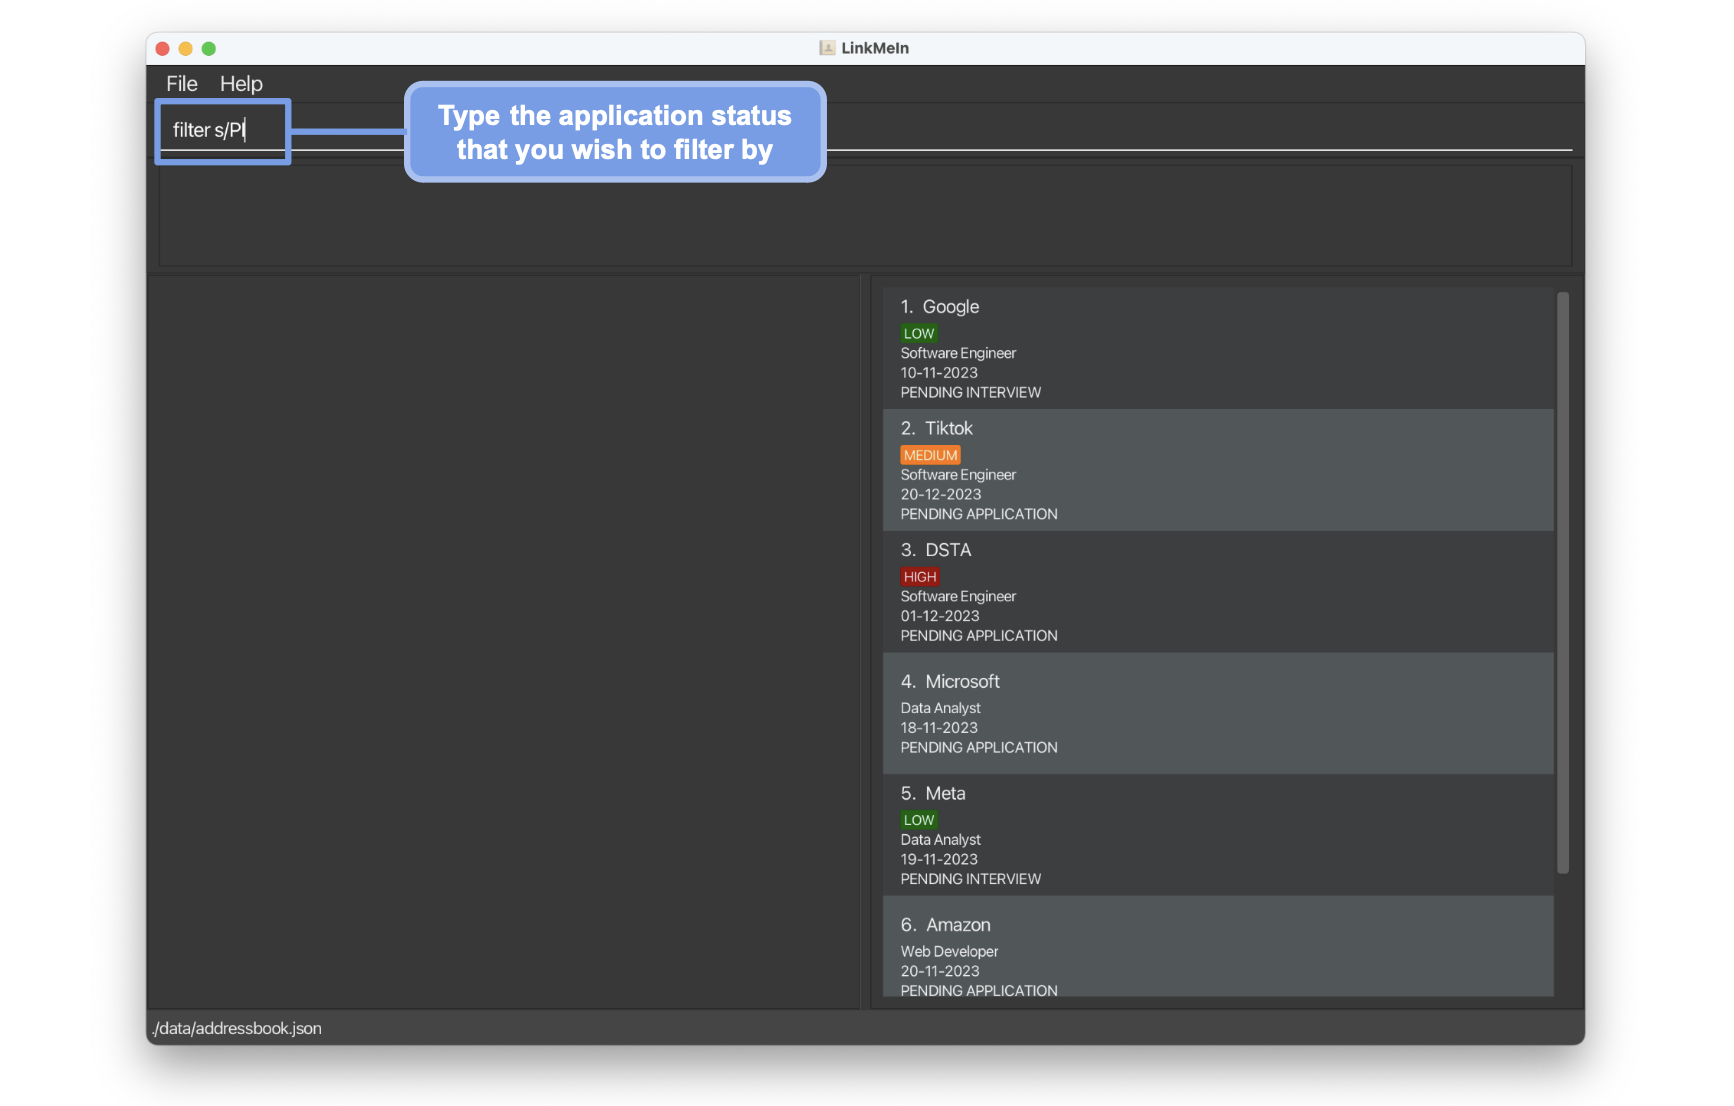 LinkMeIn
File Help
filter s/PI
Type the application status
that you wish to filter by
1. Google
LOW
Software Engineer
10-11-2023
PENDING INTERVIEW
2. Tiktok
MEDIUM
Software Engineer
20-12-2023
PENDING APPLICATION
3. DSTA
HIGH
Software Engineer
01-12-2023
PENDING APPLICATION
4. Microsoft
Data Analyst
18-11-2023
PENDING APPLICATION
5. Meta
LOW
Data Analyst
19-11-2023
PENDING INTERVIEW
6. Amazon
Web Developer
20-11-2023
PENDING APPLICATION
./data/addressbook.json